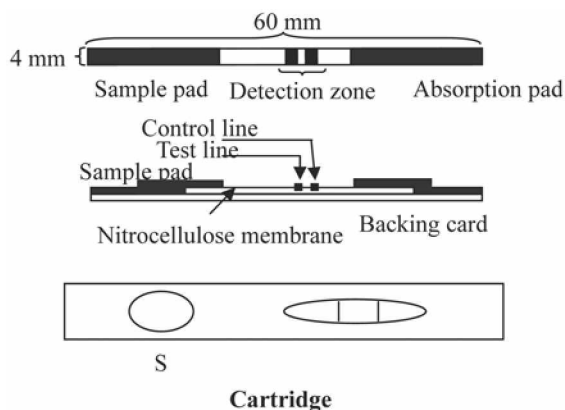 60 mm
4 mm
Sample pad
Detection zone
Absorption pad
Control line
Test line
Sample pad
Nitrocellulose membrane
Backing card
S
Cartridge